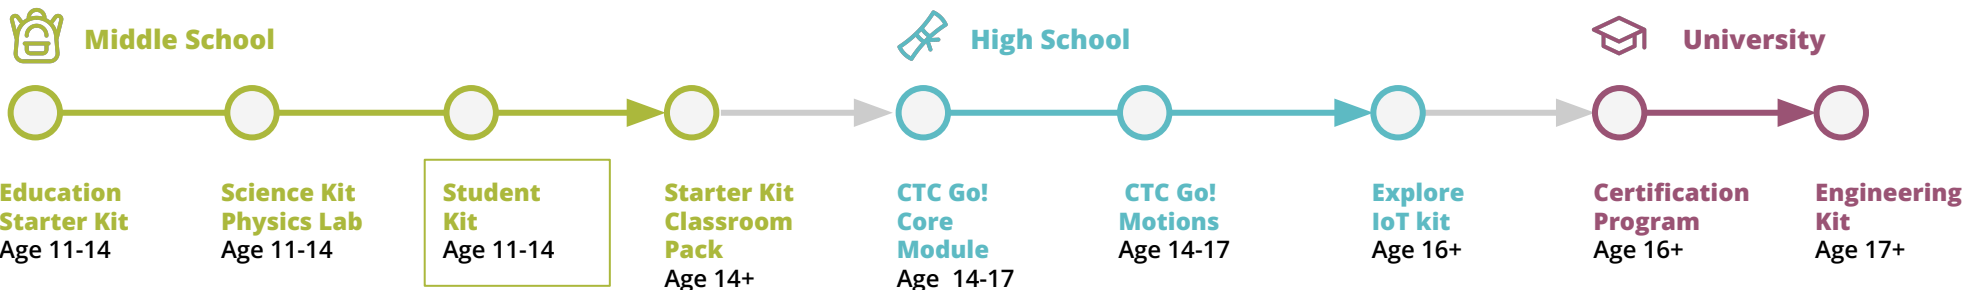 Middle School
High School
University
Education
Starter Kit
Age 11-14
Science Kit
Physics Lab
Age 11-14
Student
Kit
Age 11-14
Starter Kit
Classroom
Pack
Age 14+
CTC Go!
Core
Module
Age 14-17
CTC Go!
Motions
Age 14-17
Explore
IoT kit
Age 16+
Certification
Program
Age 16+
Engineering
Kit
Age 17+